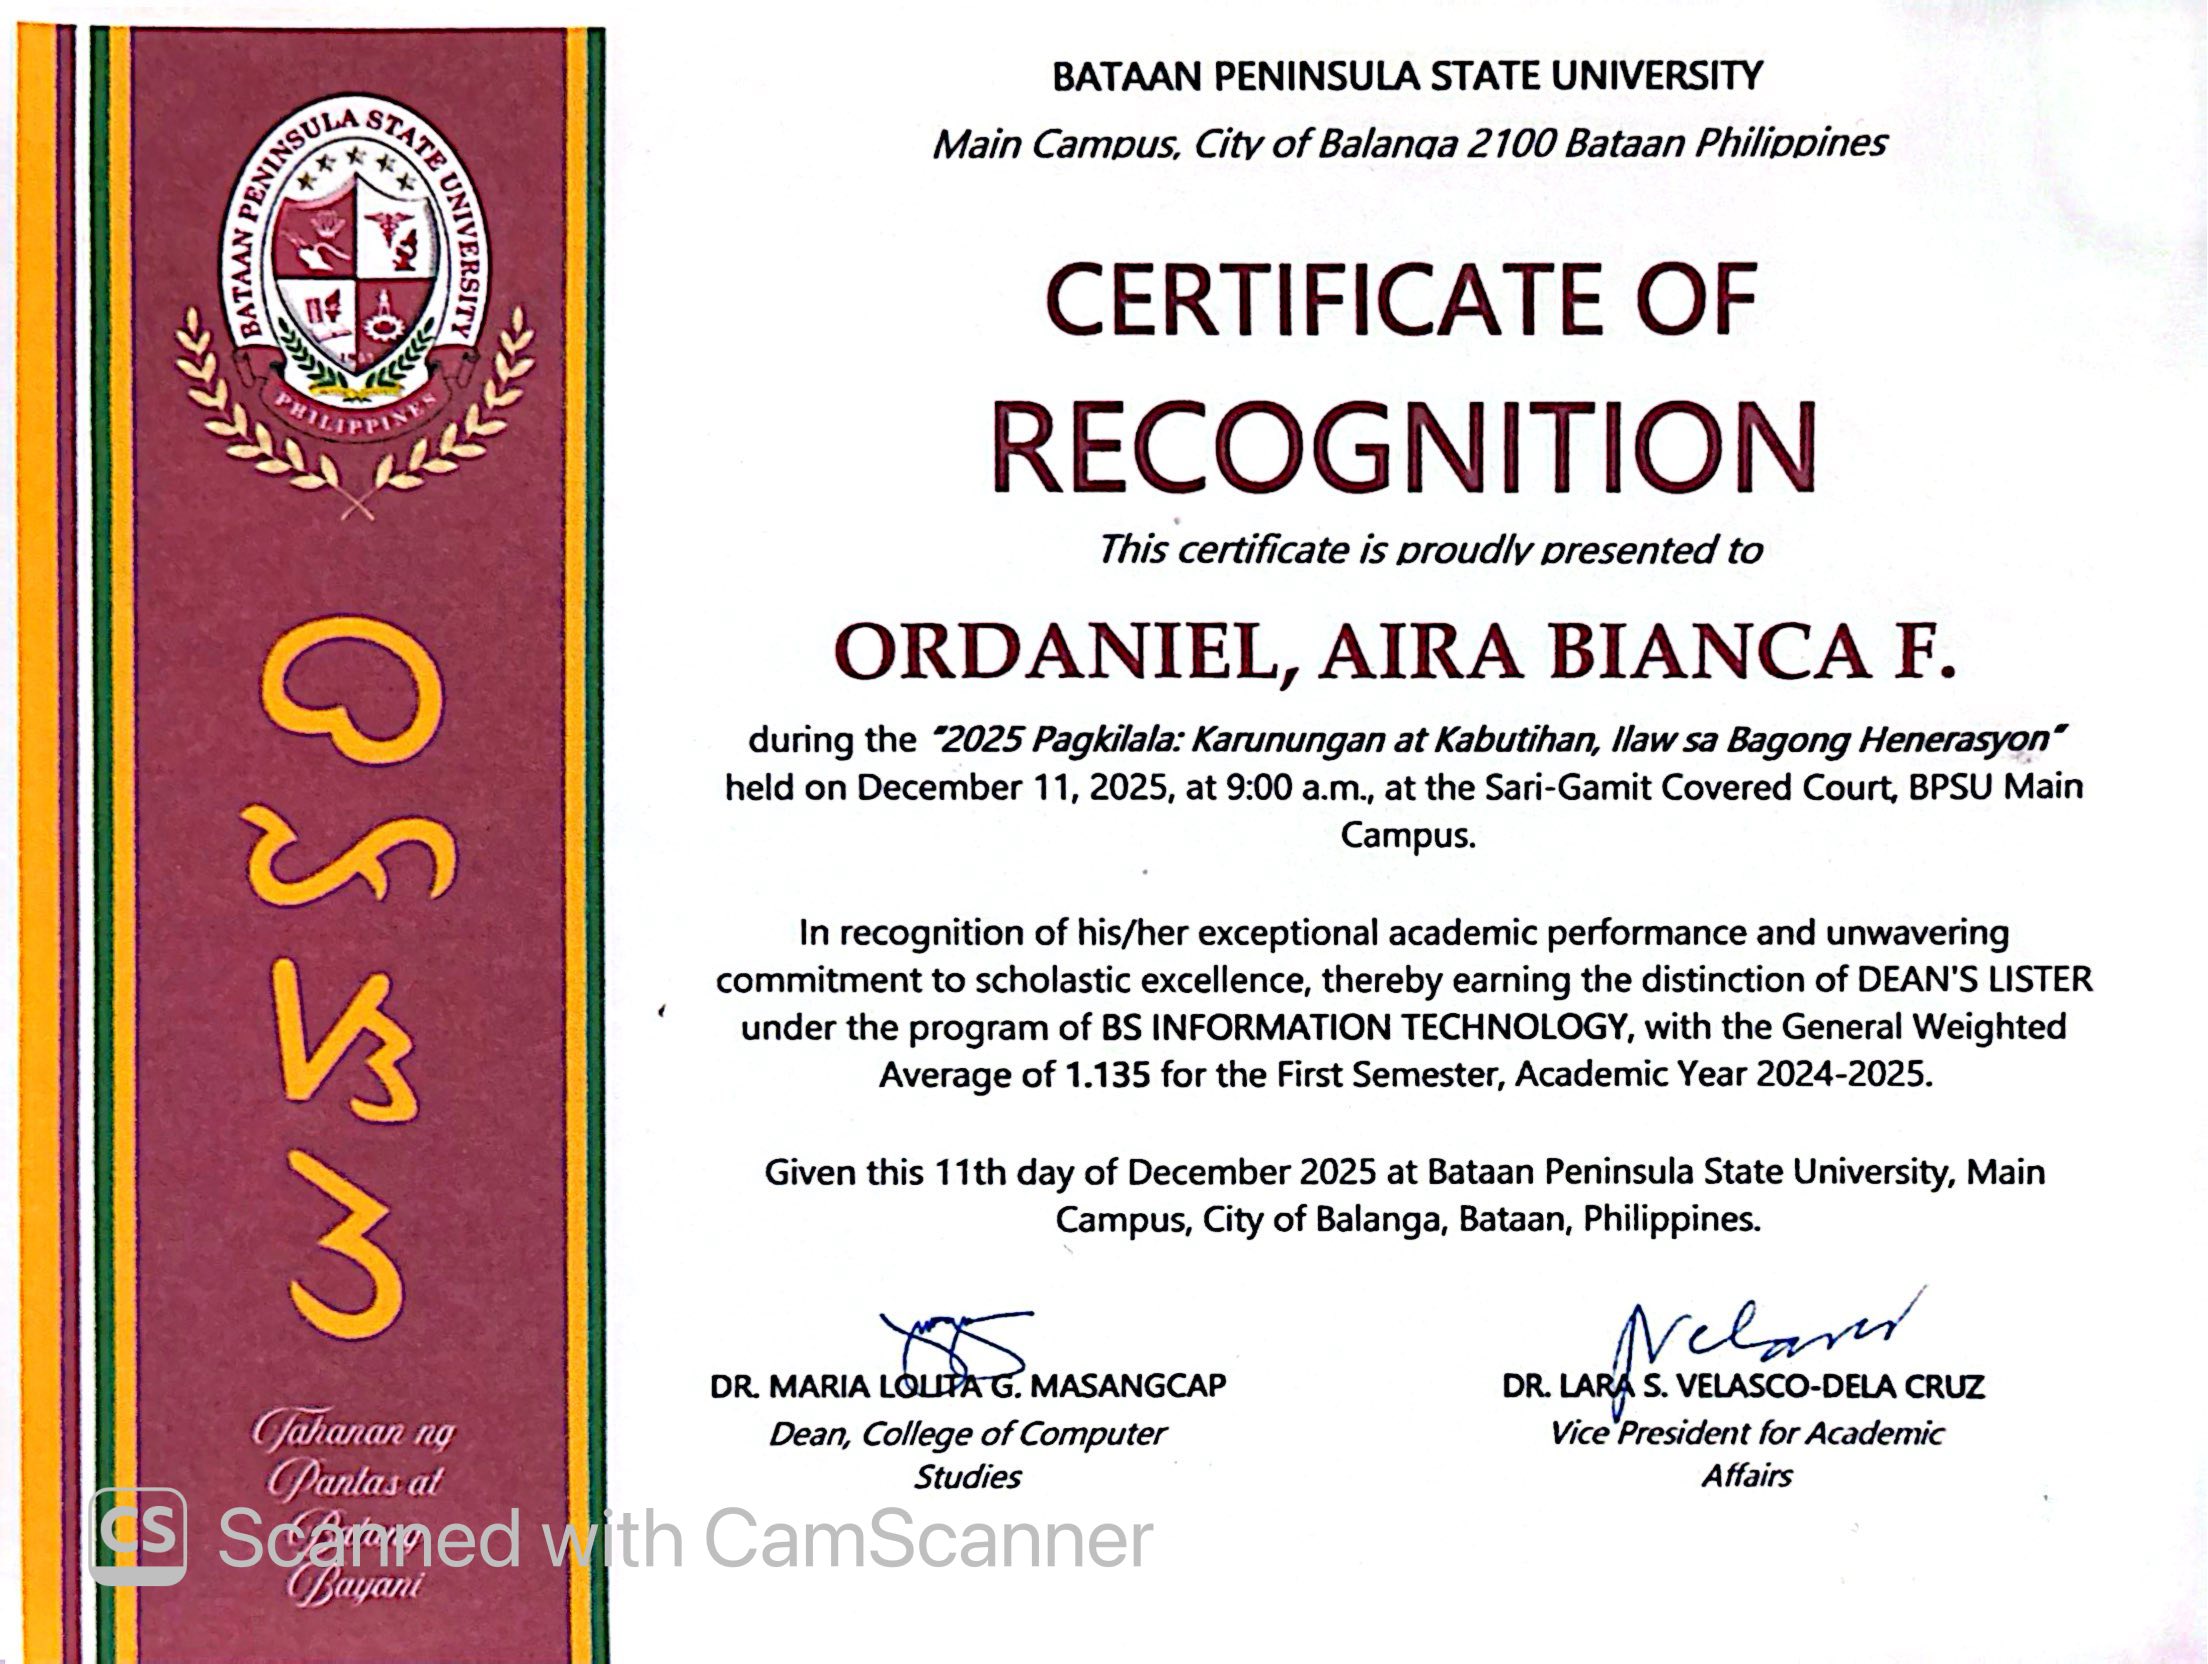 BATAAN PENINSULA STATE UNIVERSITY
PHILIPPINES
ᜊ
ᜉ
ᜐ
ᜂ
Tahanan ng
Pantas at
Batang
Bayani
BATAAN PENINSULA STATE UNIVERSITY
Main Campus, City of Balanga 2100 Bataan Philippines
CERTIFICATE OF
RECOGNITION
This certificate is proudly presented to
ORDANIEL, AIRA BIANCA F.
during the "2025 Pagkilala: Karunungan at Kabutihan, Ilaw sa Bagong Henerasyon"
held on December 11, 2025, at 9:00 a.m., at the Sari-Gamit Covered Court, BPSU Main
Campus.
In recognition of his/her exceptional academic performance and unwavering
commitment to scholastic excellence, thereby earning the distinction of DEAN'S LISTER
under the program of BS INFORMATION TECHNOLOGY, with the General Weighted
Average of 1.135 for the First Semester, Academic Year 2024-2025.
Given this 11th day of December 2025 at Bataan Peninsula State University, Main
Campus, City of Balanga, Bataan, Philippines.
DR. MARIA LOLITA G. MASANGCAP
Dean, College of Computer
Studies
DR. LARA S. VELASCO-DELA CRUZ
Vice President for Academic
Affairs
CS Scanned with CamScanner